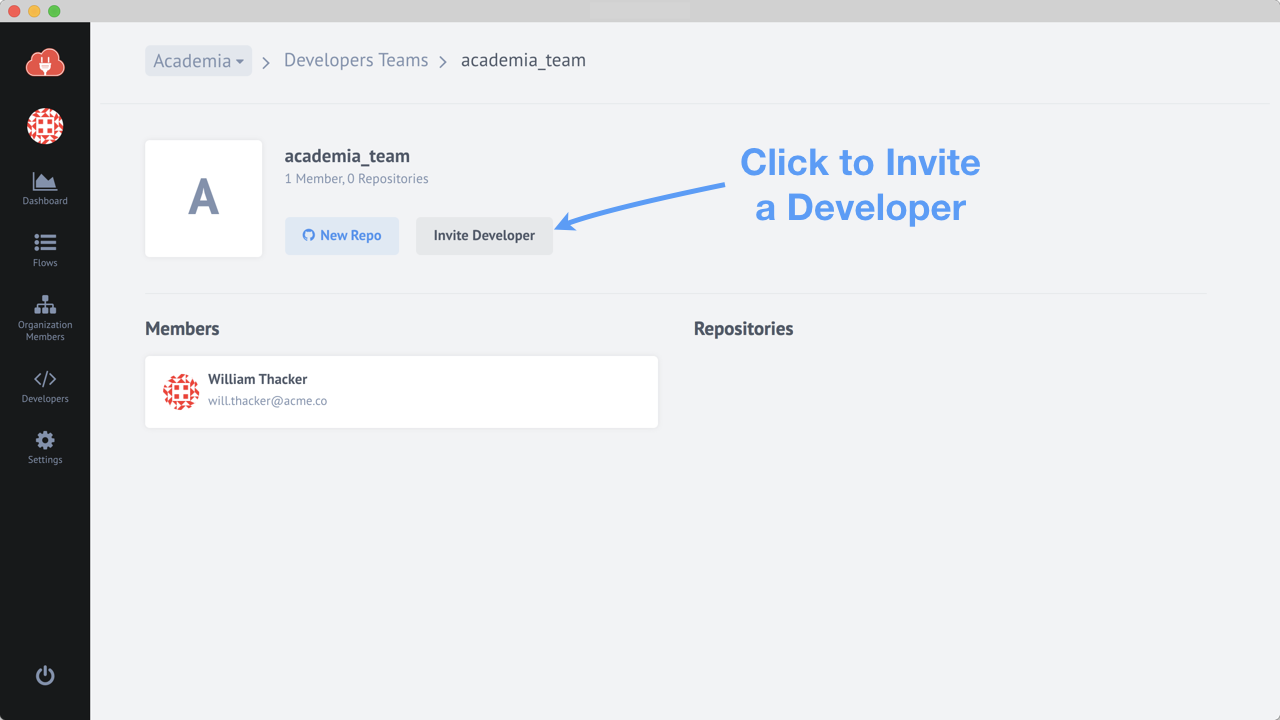 Academia
Developers Teams
academia_team
Dashboard
Flows
Organization
Members
Developers
Settings
A
academia_team
1 Member, 0 Repositories
New Repo
Invite Developer
Click to Invite
a Developer
Members
William Thacker
will.thacker@acme.co
Repositories